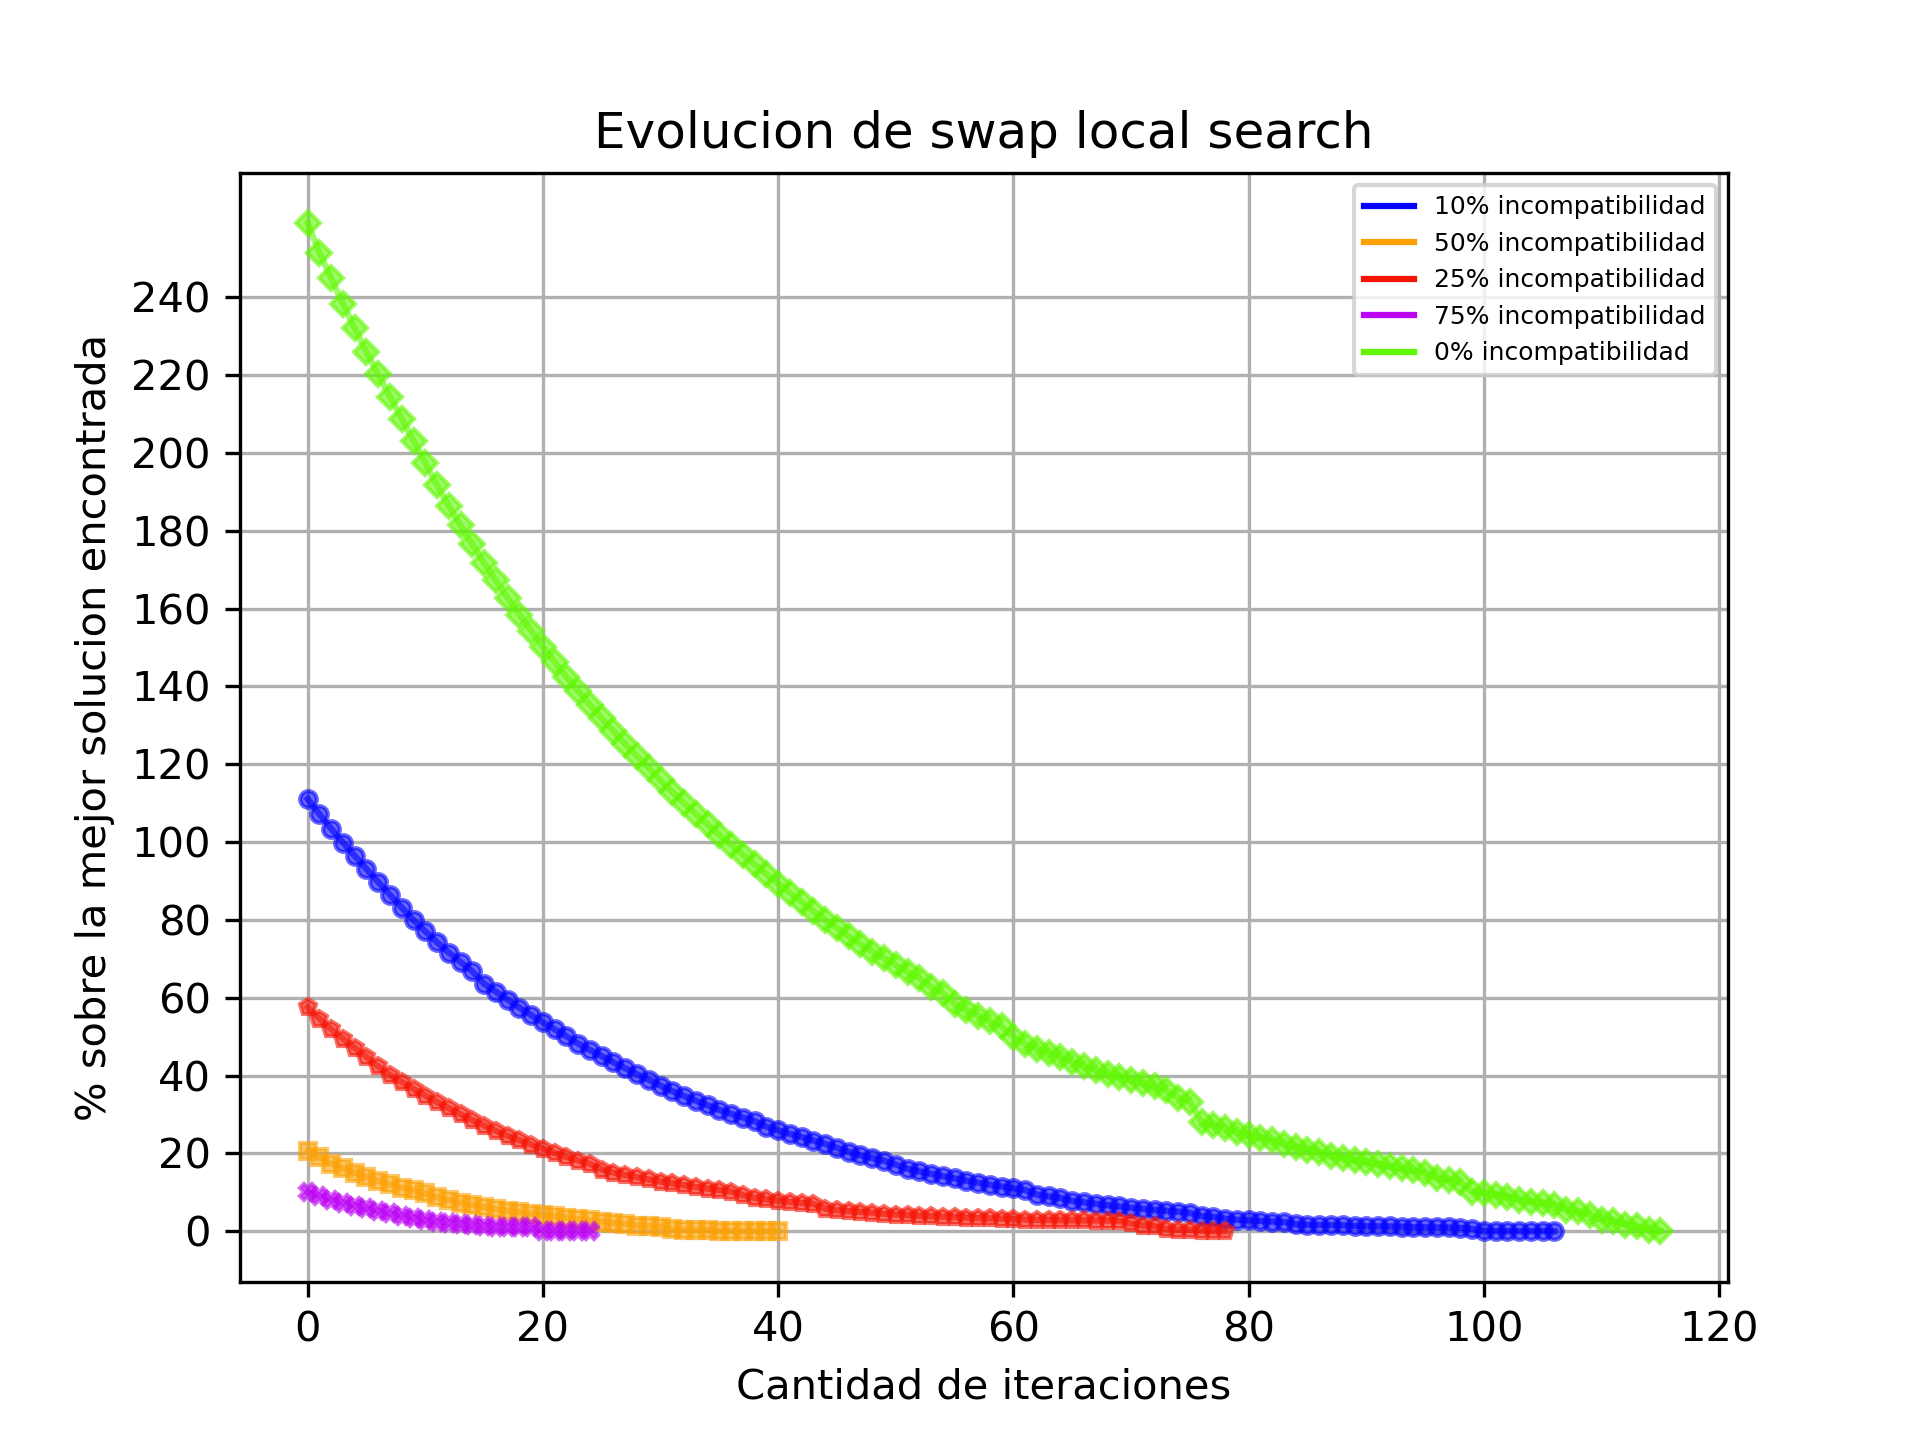 Evolucion de swap local search
10% incompatibilidad
50% incompatibilidad
25% incompatibilidad
75% incompatibilidad
0% incompatibilidad
% sobre la mejor solucion encontrada
240
220
200
180
160
140
120
100
80
60
40
20
0
0 20 40 60 80 100 120
Cantidad de iteraciones